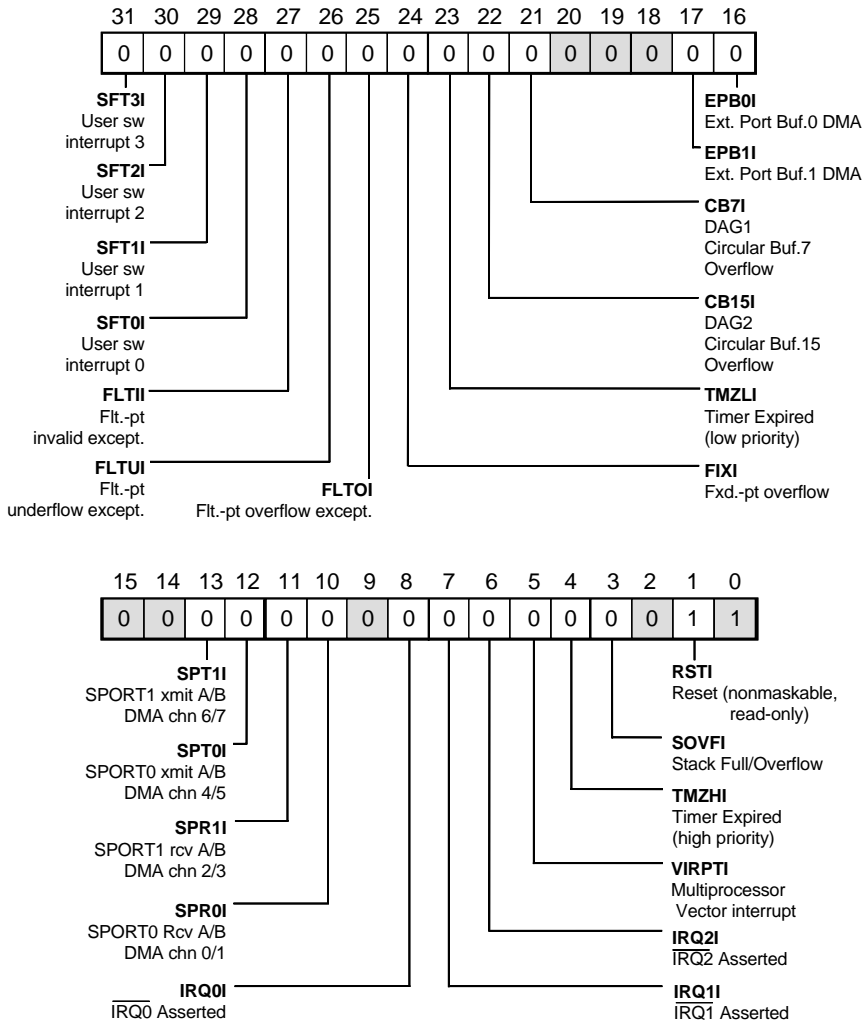 31 30 29 28 27 26 25 24 23 22 21 20 19 18 17 16
0 0 0 0 0 0 0 0 0 0 0 0 0 0 0 0
SFT3I
User sw
interrupt 3
SFT2I
User sw
interrupt 2
SFT1I
User sw
interrupt 1
SFT0I
User sw
interrupt 0
FLTII
Flt.-pt
invalid except.
FLTUI
Flt.-pt
underflow except.
FLTOI
Flt.-pt overflow except.
EPB0I
Ext. Port Buf.0 DMA
EPB1I
Ext. Port Buf.1 DMA
CB7I
DAG1
Circular Buf.7
Overflow
CB15I
DAG2
Circular Buf.15
Overflow
TMZLI
Timer Expired
(low priority)
FIXI
Fxd.-pt overflow
15 14 13 12 11 10 9 8 7 6 5 4 3 2 1 0
0 0 0 0 0 0 0 0 0 0 0 0 0 0 1 1
SPT1I
SPORT1 xmit A/B
DMA chn 6/7
SPT0I
SPORT0 xmit A/B
DMA chn 4/5
SPR1I
SPORT1 rcv A/B
DMA chn 2/3
SPR0I
SPORT0 Rcv A/B
DMA chn 0/1
IRQ0I
IRQ0 Asserted
RSTI
Reset (nonmaskable,
read-only)
SOVFI
Stack Full/Overflow
TMZHI
Timer Expired
(high priority)
VIRPTI
Multiprocessor
Vector interrupt
IRQ2I
IRQ2 Asserted
IRQ1I
IRQ1 Asserted